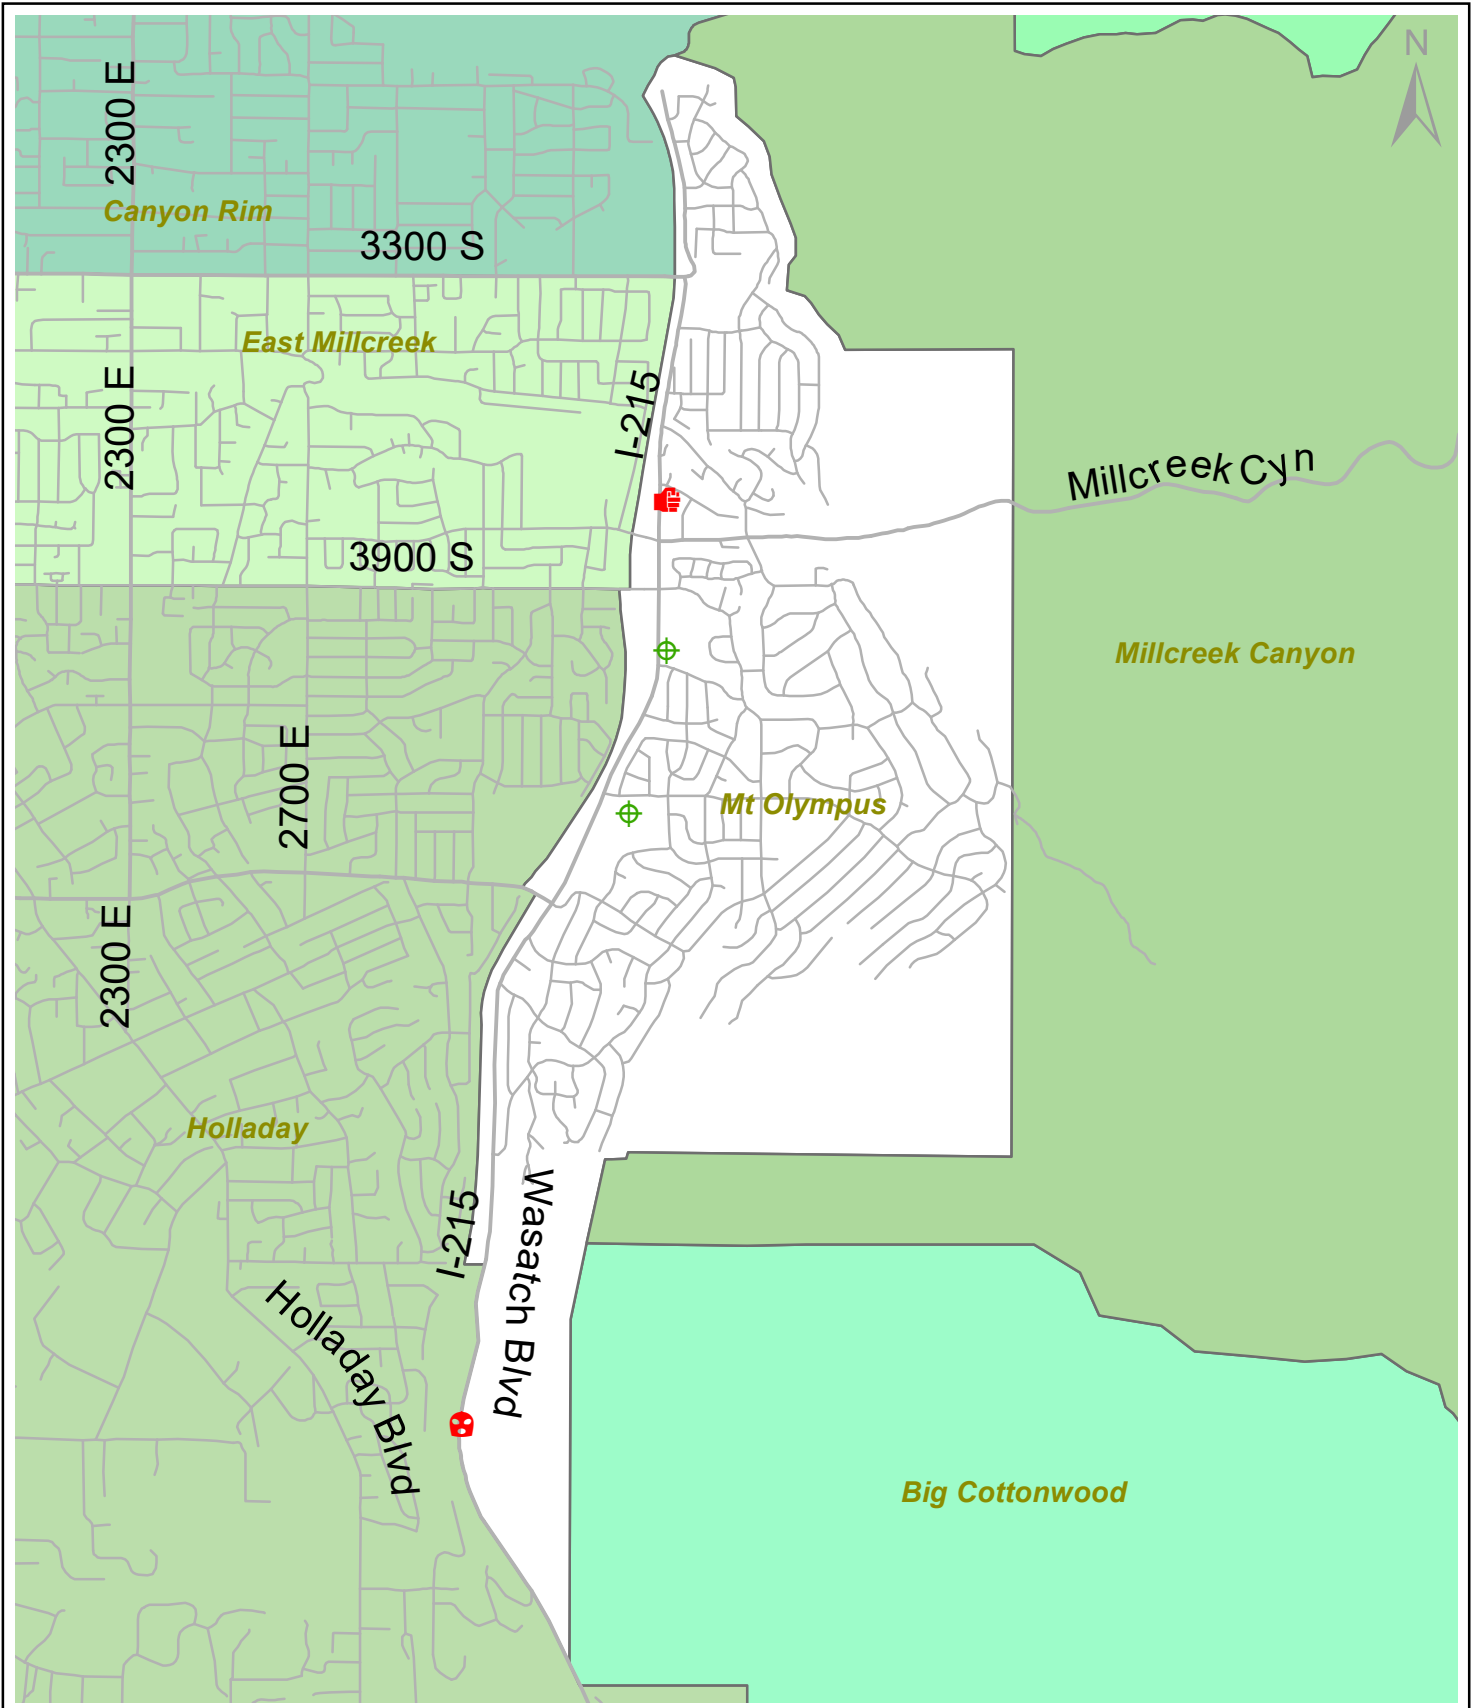 N
2300 E
Canyon Rim
3300 S
East Millcreek
2300 E
I-215
Millcreek Cyn
3900 S
Millcreek Canyon
2700 E
Mt Olympus
2300 E
Holladay
I-215
Wasatch Blvd
Holladay Blvd
Big Cottonwood